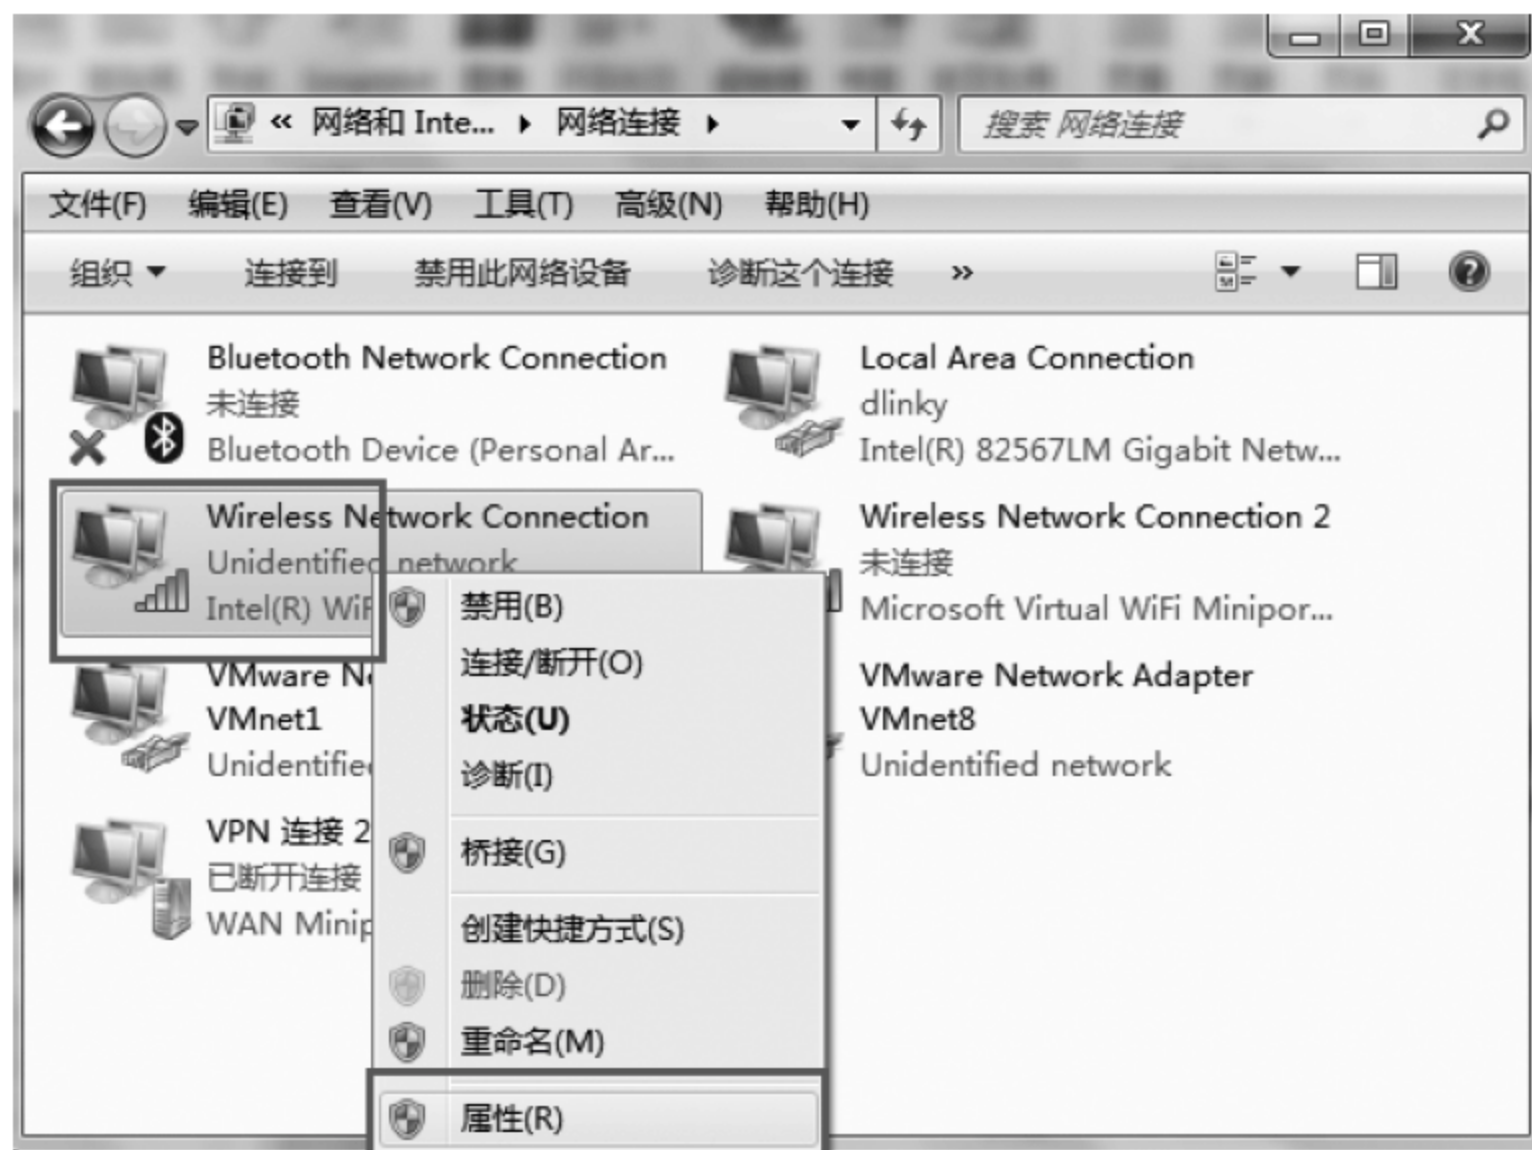 « 网络和 Inte... 网络连接
搜索 网络连接
文件(F) 编辑(E) 查看(V) 工具(T) 高级(N) 帮助(H)
组织 连接到 禁用此网络设备 诊断这个连接 »
Bluetooth Network Connection
未连接
Bluetooth Device (Personal Ar...
Local Area Connection
dlinky
Intel(R) 82567LM Gigabit Netw...
Wireless Network Connection
Unidentified network
Intel(R) WiF
Wireless Network Connection 2
未连接
Microsoft Virtual WiFi Minipor...
VMware Ne
VMnet1
Unidentified
VMware Network Adapter
VMnet8
Unidentified network
VPN 连接 2
已断开连接
WAN Minip
禁用(B)
连接/断开(O)
状态(U)
诊断(I)
桥接(G)
创建快捷方式(S)
删除(D)
重命名(M)
属性(R)